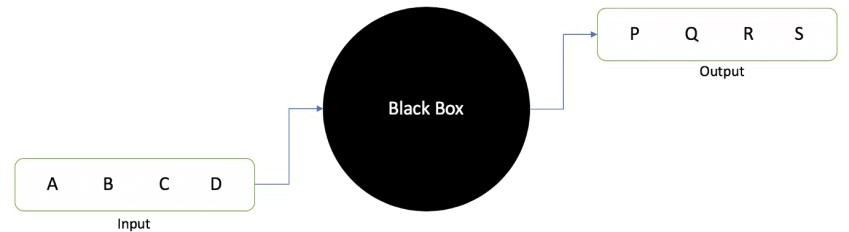 P Q R S
Output
Black Box
A B C D
Input